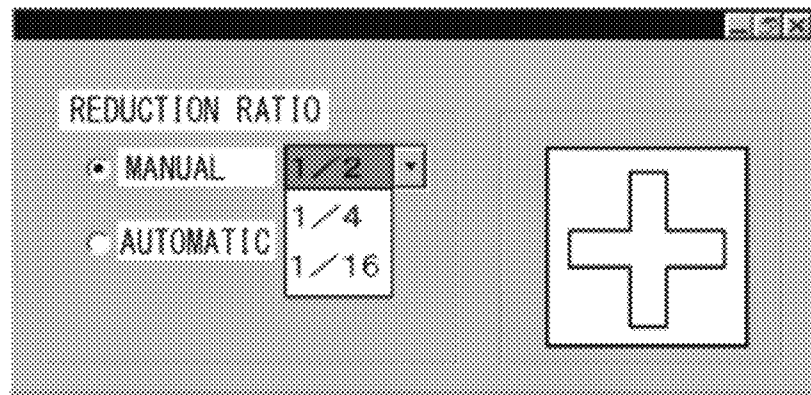 REDUCTION RATIO
MANUAL 1/2
1/4
AUTOMATIC
1/16